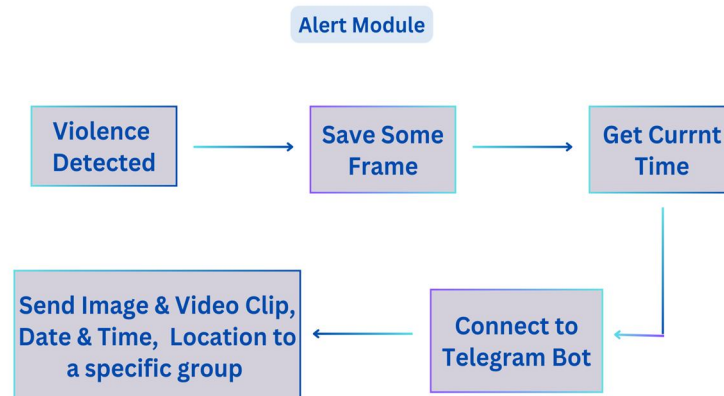 Alert Module
Violence
Detected
Save Some
Frame
Get Currnt
Time
Connect to
Telegram Bot
Send Image & Video Clip,
Date & Time, Location to
a specific group